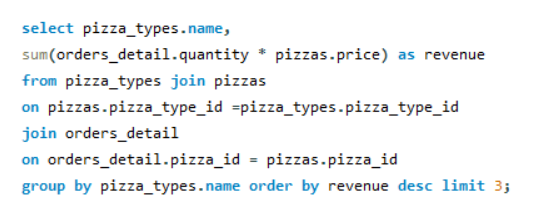 select pizza_types.name,
sum(orders_detail.quantity * pizzas.price) as revenue
from pizza_types join pizzas
on pizzas.pizza_type_id =pizza_types.pizza_type_id
join orders_detail
on orders_detail.pizza_id = pizzas.pizza_id
group by pizza_types.name order by revenue desc limit 3;